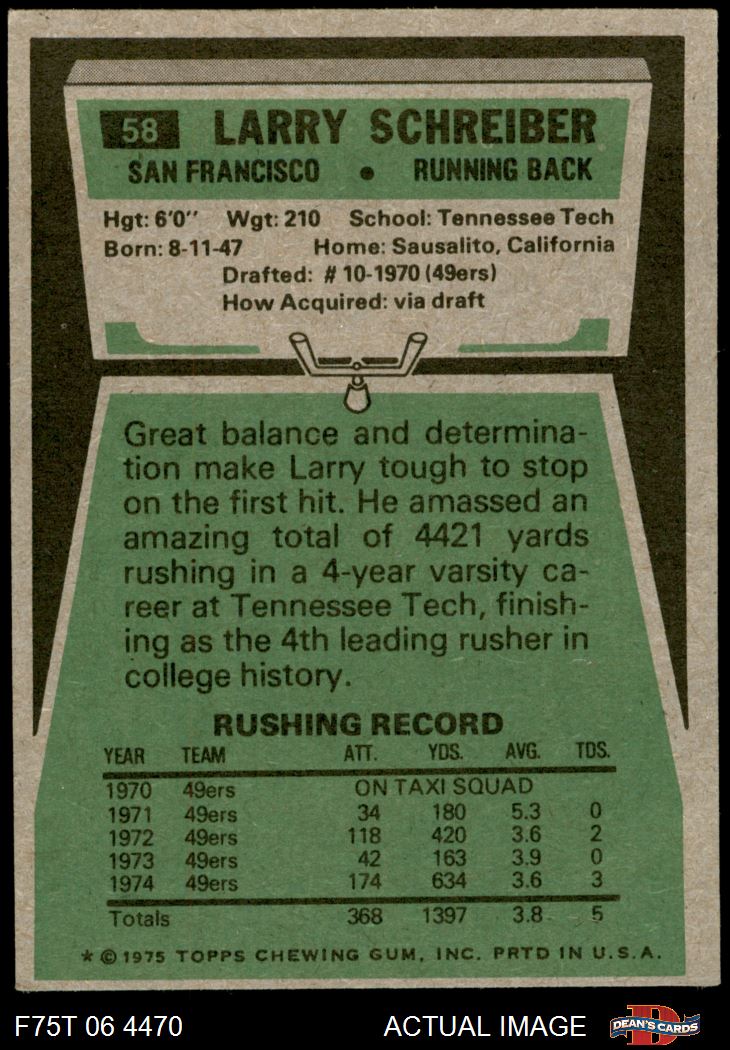 58 LARRY SCHREIBER
SAN FRANCISCO • RUNNING BACK
Hgt: 6'0" Wgt: 210 School: Tennessee Tech
Born: 8-11-47 Home: Sausalito, California
Drafted: # 10-1970 (49ers)
How Acquired: via draft
Great balance and determina-
tion make Larry tough to stop
on the first hit. He amassed an
amazing total of 4421 yards
rushing in a 4-year varsity ca-
reer at Tennessee Tech, finish-
ing as the 4th leading rusher in
college history.
RUSHING RECORD
YEAR TEAM ATT. YDS. AVG. TDS.
1970 49ers ON TAXI SQUAD
1971 49ers 34 180 5.3 0
1972 49ers 118 420 3.6 2
1973 49ers 42 163 3.9 0
1974 49ers 174 634 3.6 3
Totals 368 1397 3.8 5
* © 1975 TOPPS CHEWING GUM, INC. PRTD IN U.S.A.
F75T 06 4470 ACTUAL IMAGE D DEAN'S CARDS